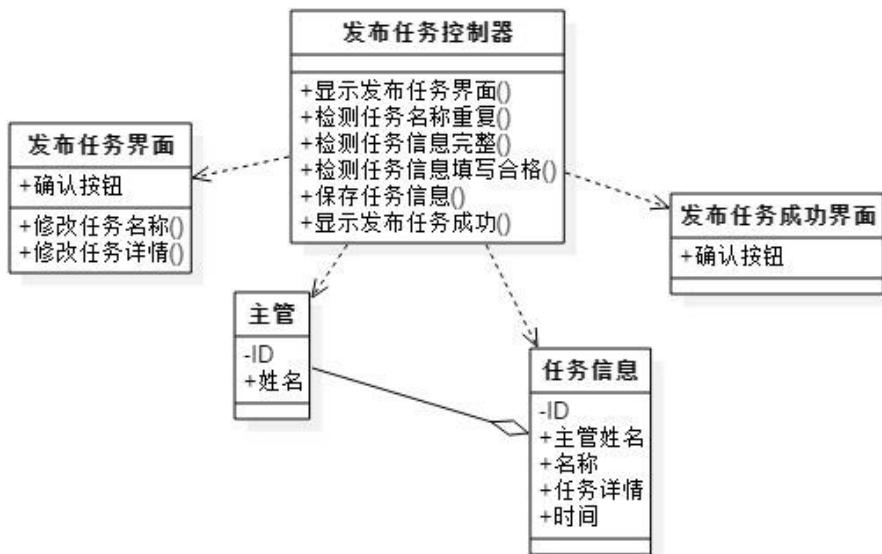 发布任务控制器
+显示发布任务界面()
+检测任务名称重复()
+检测任务信息完整()
+检测任务信息填写合格()
+保存任务信息()
+显示发布任务成功()
发布任务界面
+确认按钮
+修改任务名称()
+修改任务详情()
发布任务成功界面
+确认按钮
主管
-ID
+姓名
任务信息
-ID
+主管姓名
+名称
+任务详情
+时间